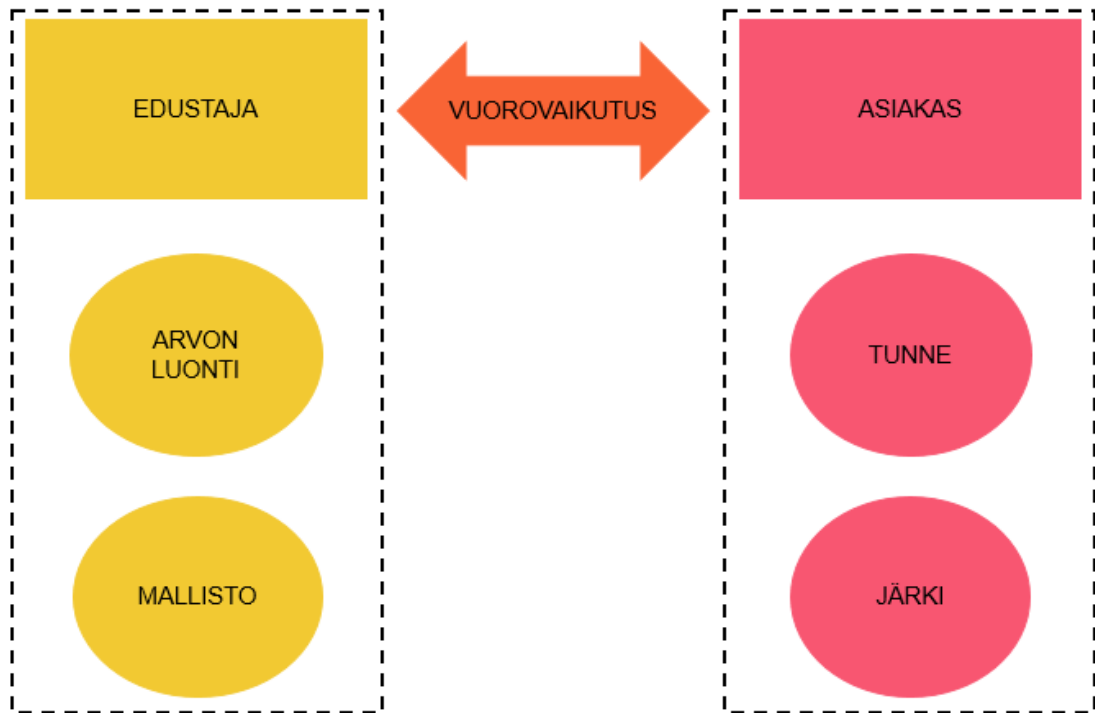 EDUSTAJA
VUOROVAIKUTUS
ASIAKAS
ARVON
LUONTI
TUNNE
MALLISTO
JÄRKI